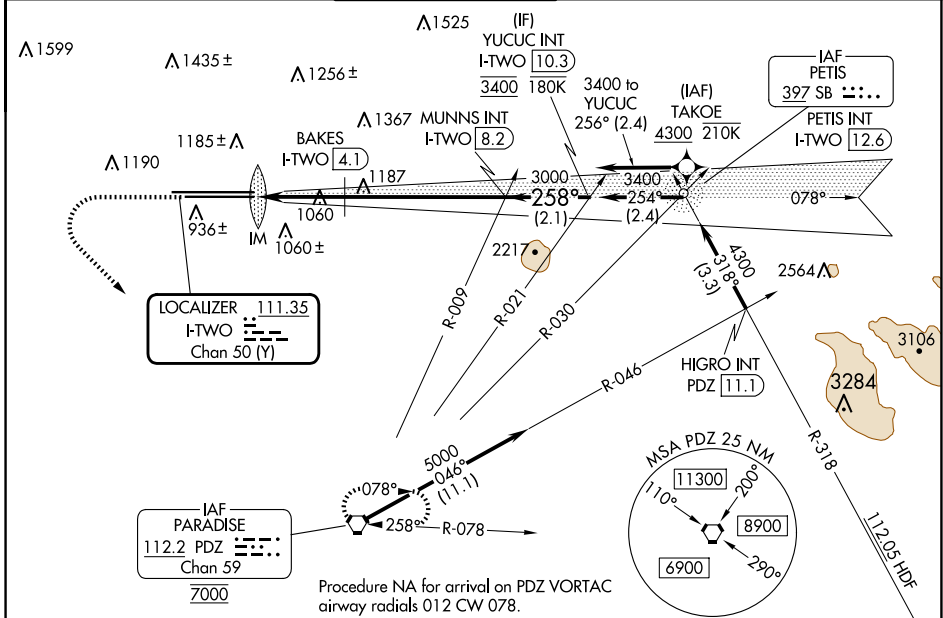 1525
1599
1435 ±
1256 ±
1185 ±
1367
1190
1187
936 ±
1060
1060 ±
2217
2564
3106
3284
(IF)
YUCUC INT
I-TWO 10.3
3400 180K
3400 to
YUCUC
256° (2.4)
(IAF)
TAKOE
4300 210K
IAF
PETIS
397 SB
PETIS INT
I-TWO 12.6
MUNNS INT
I-TWO 8.2
BAKES
I-TWO 4.1
IM
3000
258°
(2.1)
3400
254°
(2.4)
078°
4300
318°
(3.3)
LOCALIZER 111.35
I-TWO
Chan 50 (Y)
R-009
R-021
R-030
R-046
HIGRO INT
PDZ 11.1
R-318
112.05 HDF
5000
046°
(11.1)
078°
258°
R-078
IAF
PARADISE
112.2 PDZ
Chan 59
7000
Procedure NA for arrival on PDZ VORTAC
airway radials 012 CW 078.
MSA PDZ 25 NM
11300
110°
200°
8900
6900
290°